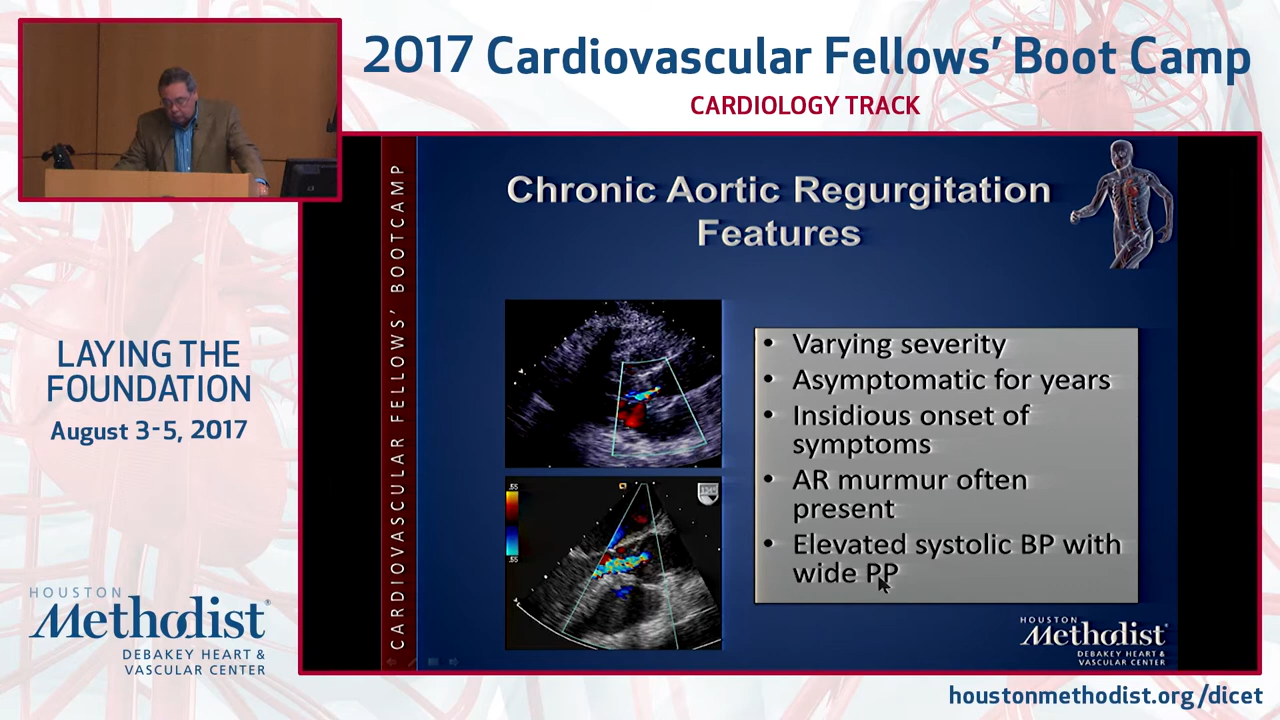 2017 Cardiovascular Fellows’ Boot Camp
CARDIOLOGY TRACK
LAYING THE
FOUNDATION
August 3-5, 2017
HOUSTON
Methodist®
DEBAKEY HEART &
VASCULAR CENTER
CARDIOVASCULAR FELLOWS’ BOOTCAMP
Chronic Aortic Regurgitation
Features
.55
.55
• Varying severity
• Asymptomatic for years
• Insidious onset of
symptoms
• AR murmur often
present
• Elevated systolic BP with
wide PP
HOUSTON
Methodist®
DEBAKEY HEART &
VASCULAR CENTER
houstonmethodist.org/dicet